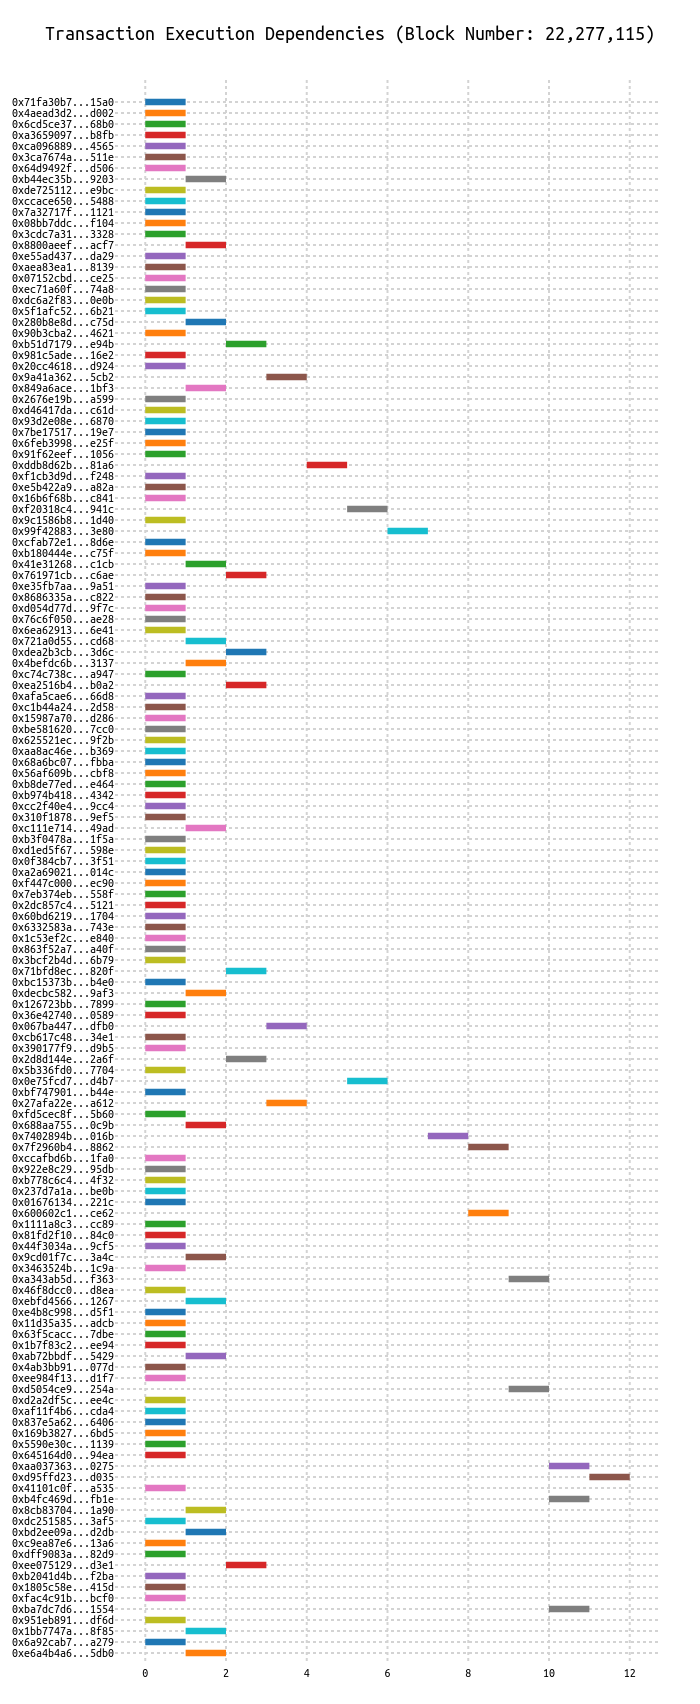 Transaction Execution Dependencies (Block Number: 22,277,115)
0x71fa30b7...15a0
0x4aead3d2...d002
0x6cd5ce37...68b0
0xa3659097...b8fb
0xca096889...4565
0x3ca7674a...511e
0x64d9492f...d506
0xb44ec35b...9203
0xde725112...e9bc
0xccace650...5488
0x7a32717f...1121
0x08bb7ddc...f104
0x3cdc7a31...3328
0x8800aeef...acf7
0xe55ad437...da29
0xaea83ea1...8139
0x07152cbd...ce25
0xec71a60f...74a8
0xdc6a2f83...0e0b
0x5f1afc52...6b21
0x280b8e8d...c75d
0x90b3cba2...4621
0xb51d7179...e94b
0x981c5ade...16e2
0x20cc4618...d924
0x9a41a362...5cb2
0x849a6ace...1bf3
0x2676e19b...a599
0xd46417da...c61d
0x93d2e08e...6870
0x7be17517...19e7
0x6feb3998...e25f
0x91f62eef...1056
0xddb8d62b...81a6
0xf1cb3d9d...f248
0xe5b422a9...a82a
0x16b6f68b...c841
0xf20318c4...941c
0x9c1586b8...1d40
0x99f42883...3e80
0xcfab72e1...8d6e
0xb180444e...c75f
0x41e31268...c1cb
0x761971cb...c6ae
0xe35fb7aa...9a51
0x8686335a...c822
0xd054d77d...9f7c
0x76c6f050...ae28
0x6ea62913...6e41
0x721a0d55...cd68
0xdea2b3cb...3d6c
0x4befdc6b...3137
0xc74c738c...a947
0xea2516b4...b0a2
0xafa5cae6...66d8
0xc1b44a24...2d58
0x15987a70...d286
0xbe581620...7cc0
0x625521ec...9f2b
0xaa8ac46e...b369
0x68a6bc07...fbba
0x56af609b...cbf8
0xb8de77ed...e464
0xb974b418...4342
0xcc2f40e4...9cc4
0x310f1878...9ef5
0xc111e714...49ad
0xb3f0478a...1f5a
0xd1ed5f67...598e
0x0f384cb7...3f51
0xa2a69021...014c
0xf447c000...ec90
0x7eb374eb...558f
0x2dc857c4...5121
0x60bd6219...1704
0x6332583a...743e
0x1c53ef2c...e840
0x863f52a7...a40f
0x3bcf2b4d...6b79
0x71bfd8ec...820f
0xbc15373b...b4e0
0xdecbc582...9af3
0x126723bb...7899
0x36e42740...0589
0x067ba447...dfb0
0xcb617c48...34e1
0x390177f9...d9b5
0x2d8d144e...2a6f
0x5b336fd0...7704
0x0e75fcd7...d4b7
0xbf747901...b44e
0x27afa22e...a612
0xfd5cec8f...5b60
0x688aa755...0c9b
0x7402894b...016b
0x7f2960b4...8862
0xccafbd6b...1fa0
0x922e8c29...95db
0xb778c6c4...4f32
0x237d7a1a...be0b
0x01676134...221c
0x600602c1...ce62
0x1111a8c3...cc89
0x81fd2f10...84c0
0x44f3034a...9cf5
0x9cd01f7c...3a4c
0x3463524b...1c9a
0xa343ab5d...f363
0x46f8dcc0...d8ea
0xebfd4566...1267
0xe4b8c998...d5f1
0x11d35a35...adcb
0x63f5cacc...7dbe
0x1b7f83c2...ee94
0xab72bbdf...5429
0x4ab3bb91...077d
0xee984f13...d1f7
0xd5054ce9...254a
0xd2a2df5c...ee4c
0xaf11f4b6...cda4
0x837e5a62...6406
0x169b3827...6bd5
0x5590e30c...1139
0x645164d0...94ea
0xaa037363...0275
0xd95ffd23...d035
0x41101c0f...a535
0xb4fc469d...fb1e
0x8cb83704...1a90
0xdc251585...3af5
0xbd2ee09a...d2db
0xc9ea87e6...13a6
0xdff9083a...82d9
0xee075129...d3e1
0xb2041d4b...f2ba
0x1805c58e...415d
0xfac4c91b...bcf0
0xba7dc7d6...1554
0x951eb891...df6d
0x1bb7747a...8f85
0x6a92cab7...a279
0xe6a4b4a6...5db0
0 2 4 6 8 10 12